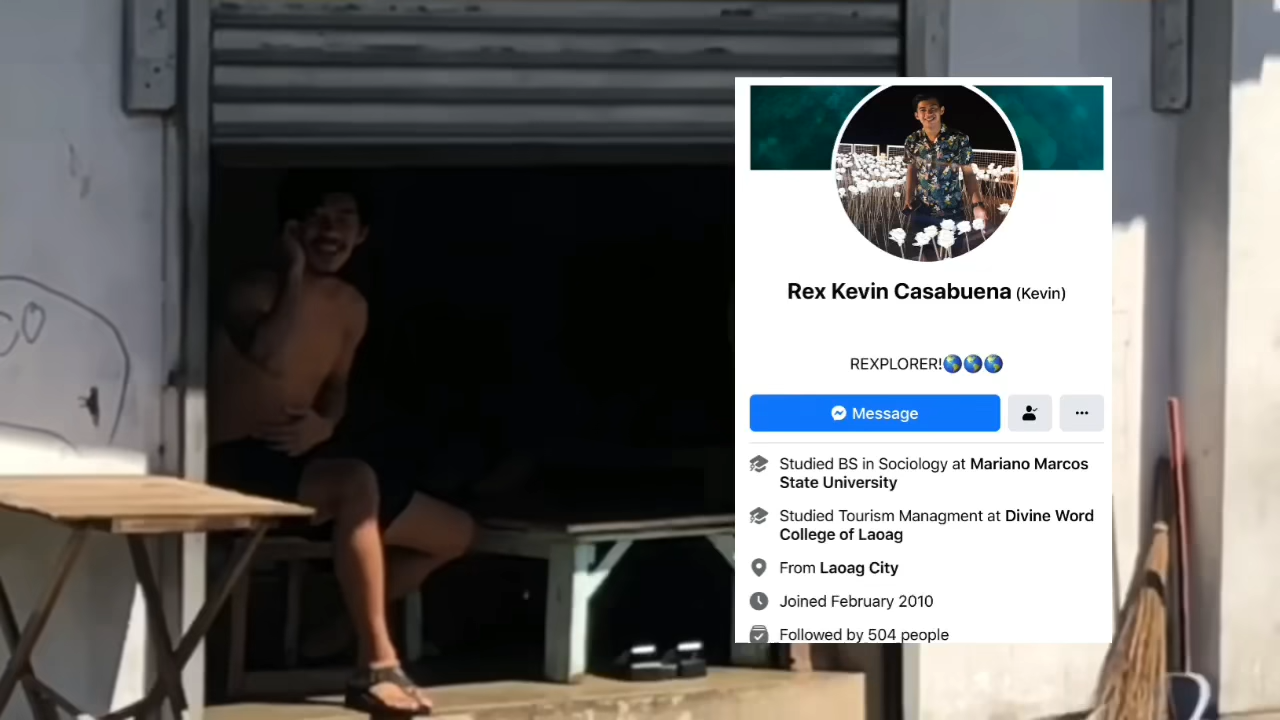 CO
Rex Kevin Casabuena (Kevin)
REXPLORER!🌎🌎🌎
Message
Studied BS in Sociology at Mariano Marcos
State University
Studied Tourism Managment at Divine Word
College of Laoag
From Laoag City
Joined February 2010
Followed by 504 people